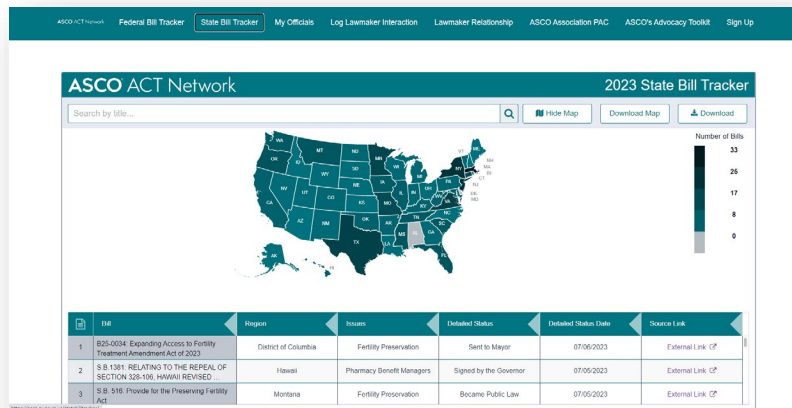 ASCO ACT Network Federal Bill Tracker State Bill Tracker My Officials Log Lawmaker Interaction Lawmaker Relationship ASCO Association PAC ASCO's Advocacy Toolkit Sign Up
ASCO ACT Network 2023 State Bill Tracker
Search by title... Hide Map Download Map Download
Number of Bills
33
26
17
8
0
WA MT ND MN WI MI VT NH
OR ID WY SD NY MA
RI
CT
NV UT CO NE IA IL IN OH PA NJ
DE
MD
CA KS MO KY WV VA
AZ NM OK AR TN NC
TX LA MS AL GA SC
AK HI FL
Bill Region Issues Detailed Status Detailed Status Date Source Link
1 B25-0034: Expanding Access to Fertility Treatment Amendment Act of 2023 District of Columbia Fertility Preservation Sent to Mayor 07/06/2023 External Link
2 S.B.1381: RELATING TO THE REPEAL OF SECTION 328-106, HAWAII REVISED ... Hawaii Pharmacy Benefit Managers Signed by the Governor 07/05/2023 External Link
3 S.B. 516: Provide for the Preserving Fertility Act Montana Fertility Preservation Became Public Law 07/05/2023 External Link